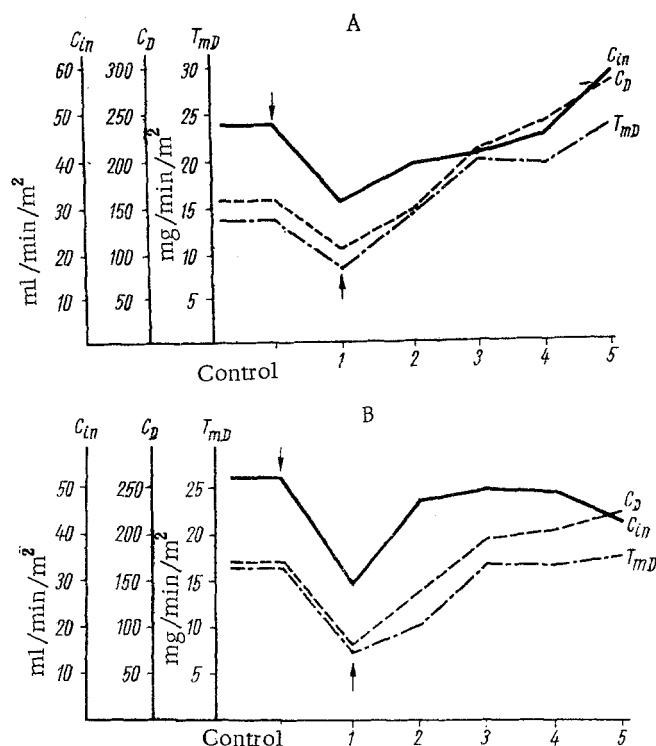 A
C_in C_D T_mD
60 300 30
50 250 25
40 200 20
30 150 15
20 100 10
10 50 5
ml/min/m²
mg/min/m²
C_in
C_D
T_mD
Control 1 2 3 4 5
B
C_in C_D T_mD
50 250 25
40 200 20
30 150 15
20 100 10
10 50 5
ml/min/m²
mg/min/m²
C_D
C_in
T_mD
Control 1 2 3 4 5